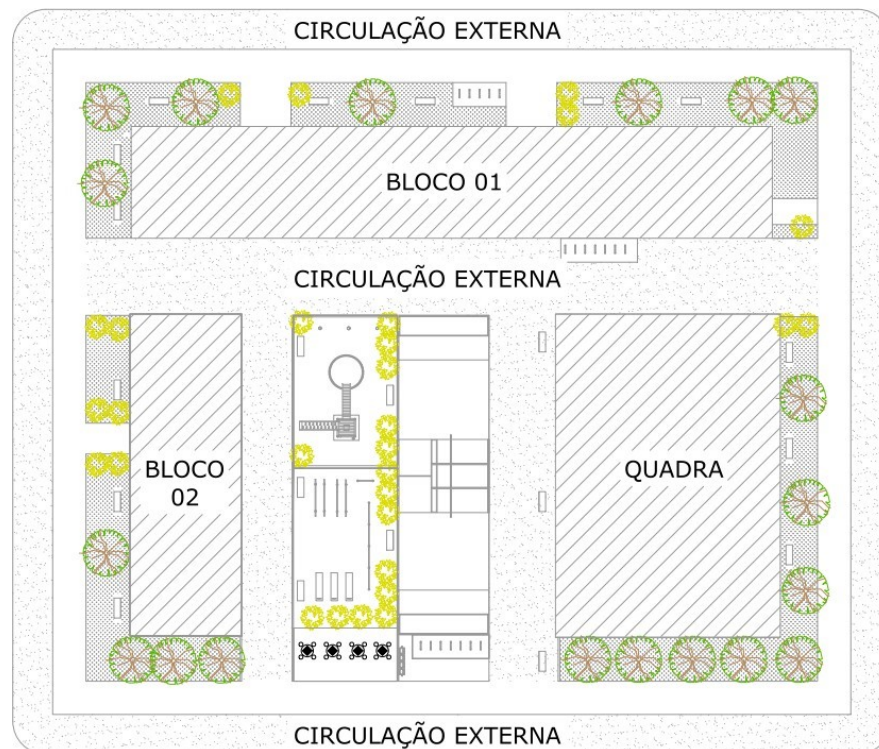 CIRCULAÇÃO EXTERNA
BLOCO 01
CIRCULAÇÃO EXTERNA
BLOCO
02
QUADRA
CIRCULAÇÃO EXTERNA